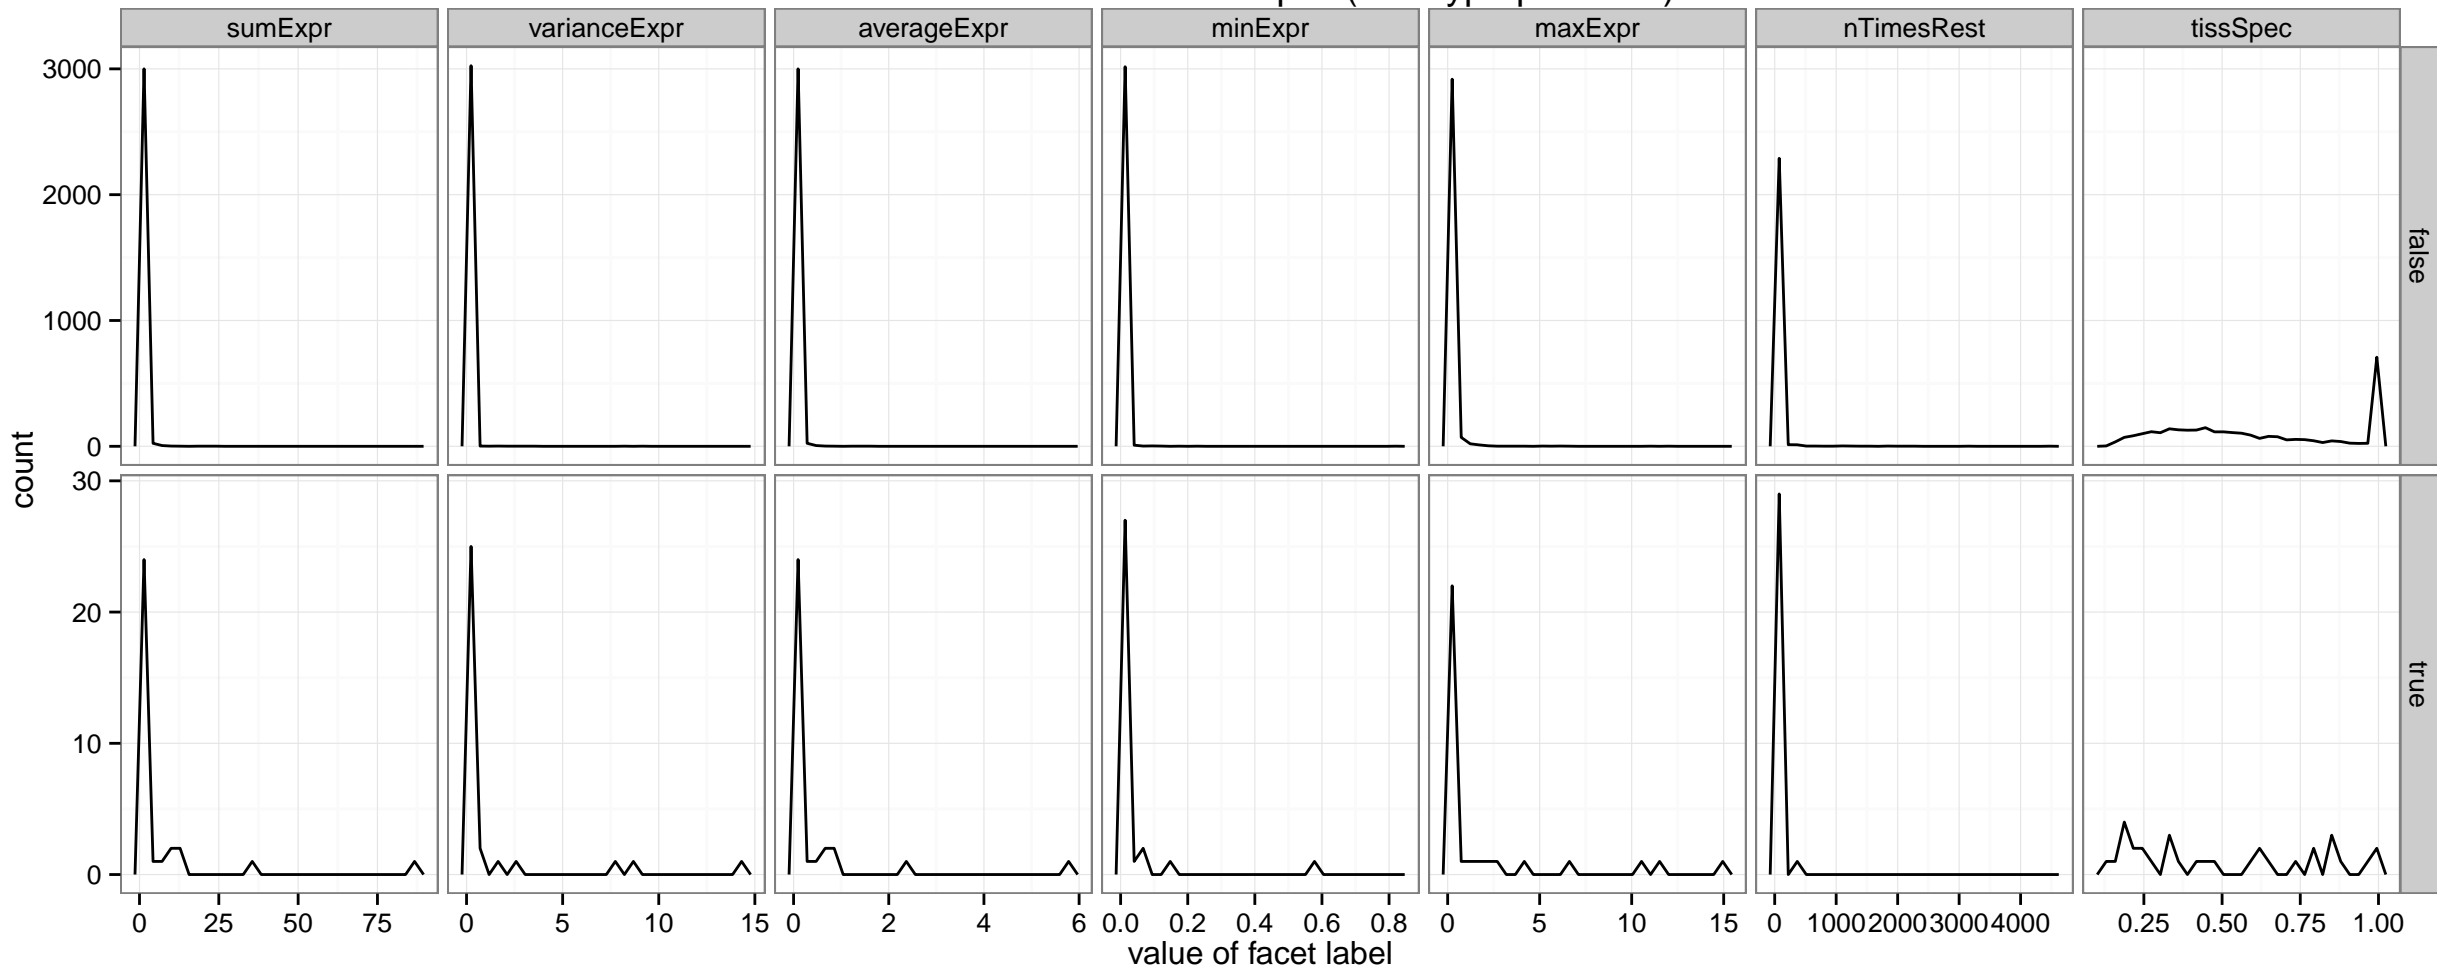 sumExpr varianceExpr averageExpr minExpr maxExpr nTimesRest tissSpec
3000
2000
1000
0
false
count
30
20
10
0
true
0 25 50 75 0 5 10 15 0 2 4 6 0.0 0.2 0.4 0.6 0.8 0 5 10 15 0 1000 2000 3000 4000 0.25 0.50 0.75 1.00
value of facet label